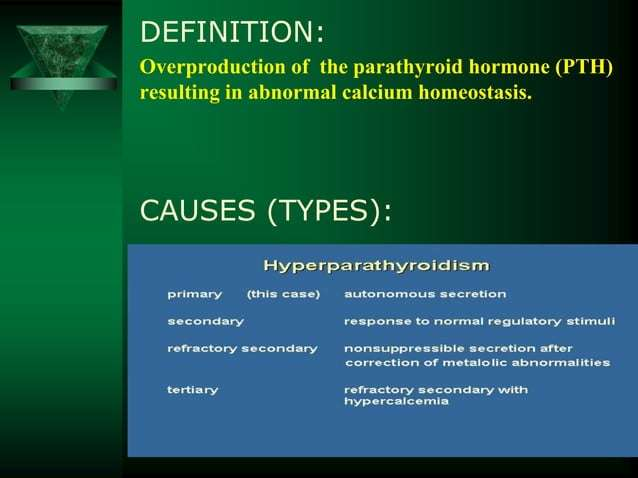 DEFINITION:
Overproduction of the parathyroid hormone (PTH)
resulting in abnormal calcium homeostasis.
CAUSES (TYPES):
Hyperparathyroidism
primary (this case) autonomous secretion
secondary response to normal regulatory stimuli
refractory secondary nonsuppressible secretion after
correction of metalolic abnormalities
tertiary refractory secondary with
hypercalcemia